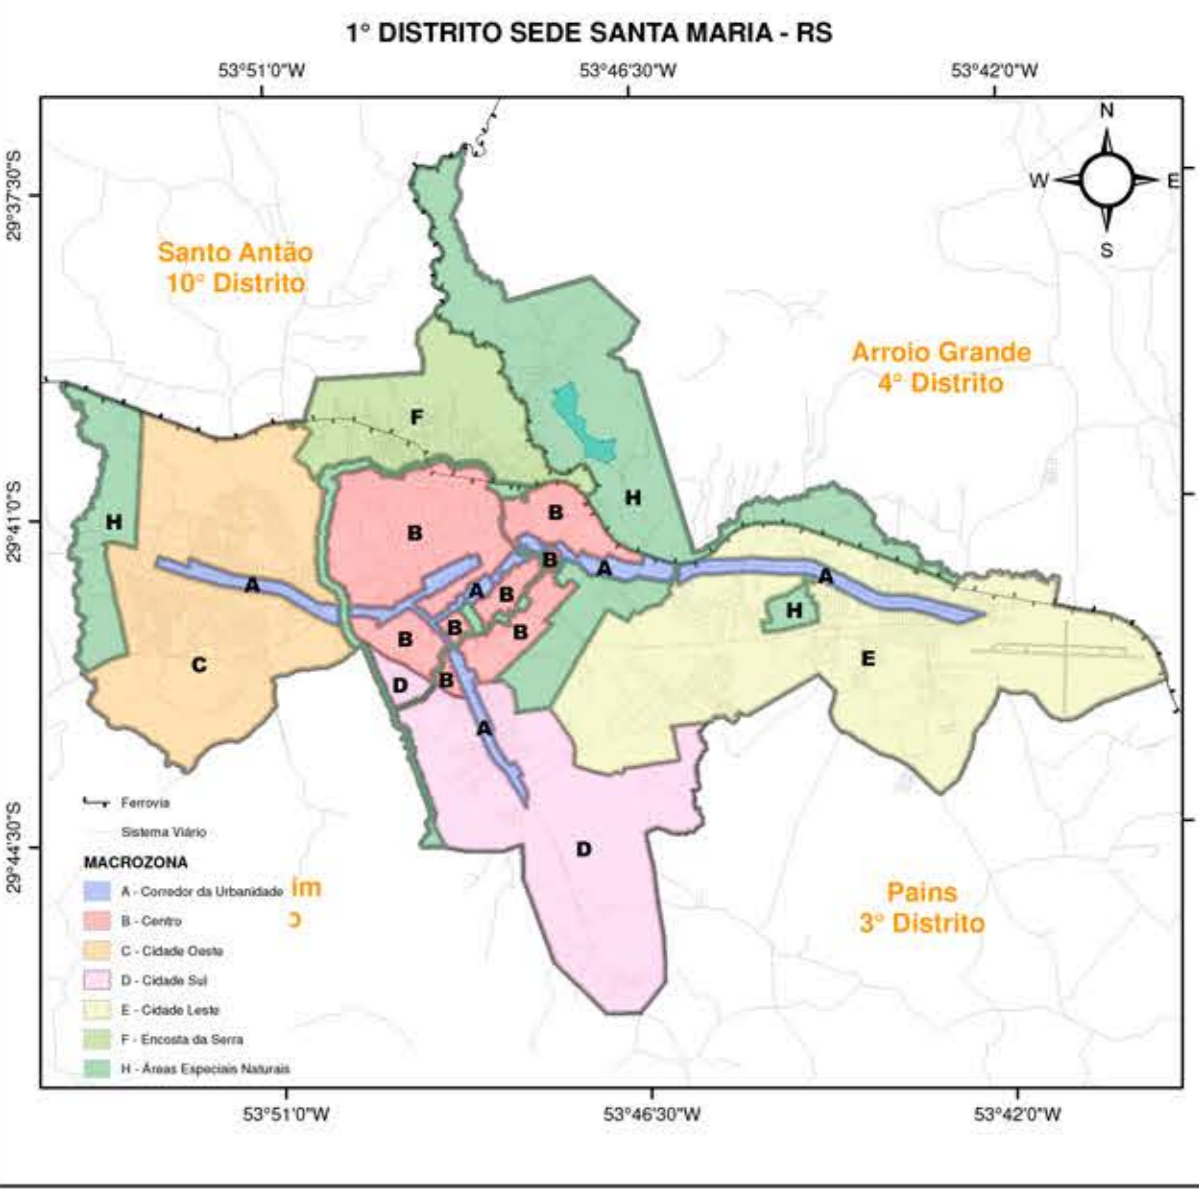 1° DISTRITO SEDE SANTA MARIA - RS
53°51'0"W 53°46'30"W 53°42'0"W
N
W E
S
29°37'30"S
Santo Antão
10° Distrito
Arroio Grande
4° Distrito
F
H
B
B
29°41'0"S
H
B
A
A
A
A
B
H
B
B
B
B
C
E
B
D
A
Ferrovia
Sistema Viário
29°44'30"S
D
MACROZONA
A - Corredor da Urbanidade
im
B - Centro
C - Cidade Oeste
D - Cidade Sul
E - Cidade Leste
F - Encosta da Serra
H - Áreas Especiais Naturais
Pains
3° Distrito
53°51'0"W 53°46'30"W 53°42'0"W